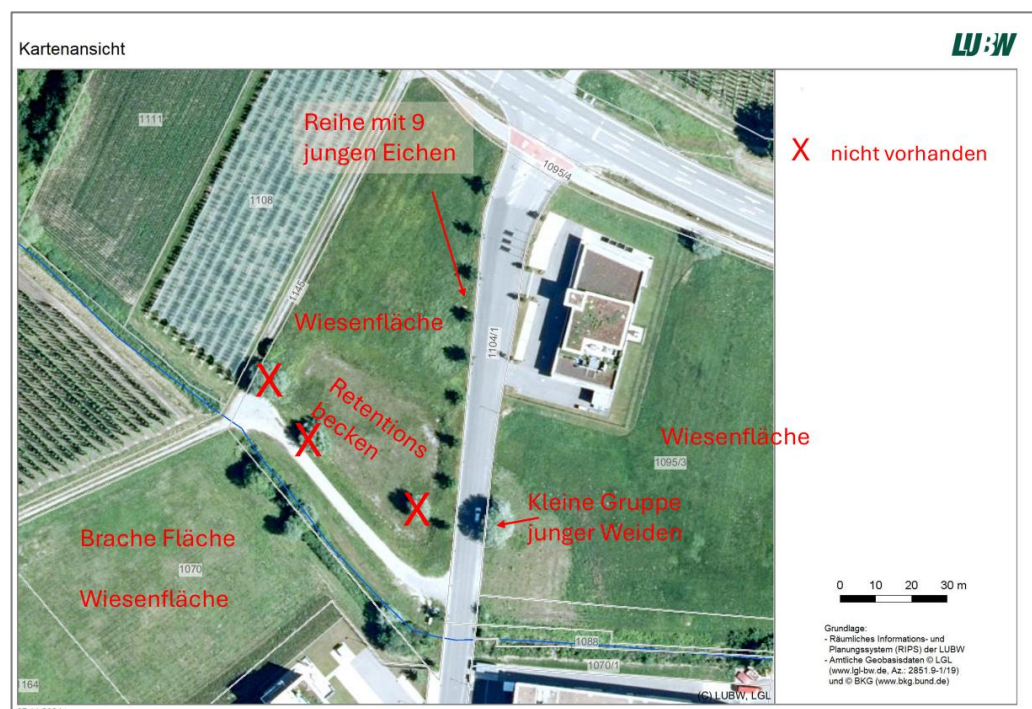 Kartenansicht
LUBW
1111
Reihe mit 9
jungen Eichen
X nicht vorhanden
1095/4
1108
1145
Wiesenfläche
1104/1
X
Retentions
becken
X
Wiesenfläche
1095/3
X
Kleine Gruppe
junger Weiden
Brache Fläche
1070
Wiesenfläche
0 10 20 30 m
Grundlage:
- Räumliches Informations- und
Planungssystem (RIPS) der LUBW
- Amtliche Geobasisdaten © LGL
(www.lgl-bw.de, Az.: 2851.9-1/19)
und © BKG (www.bkg.bund.de)
1088
1070/1
1164
(C) LUBW, LGL